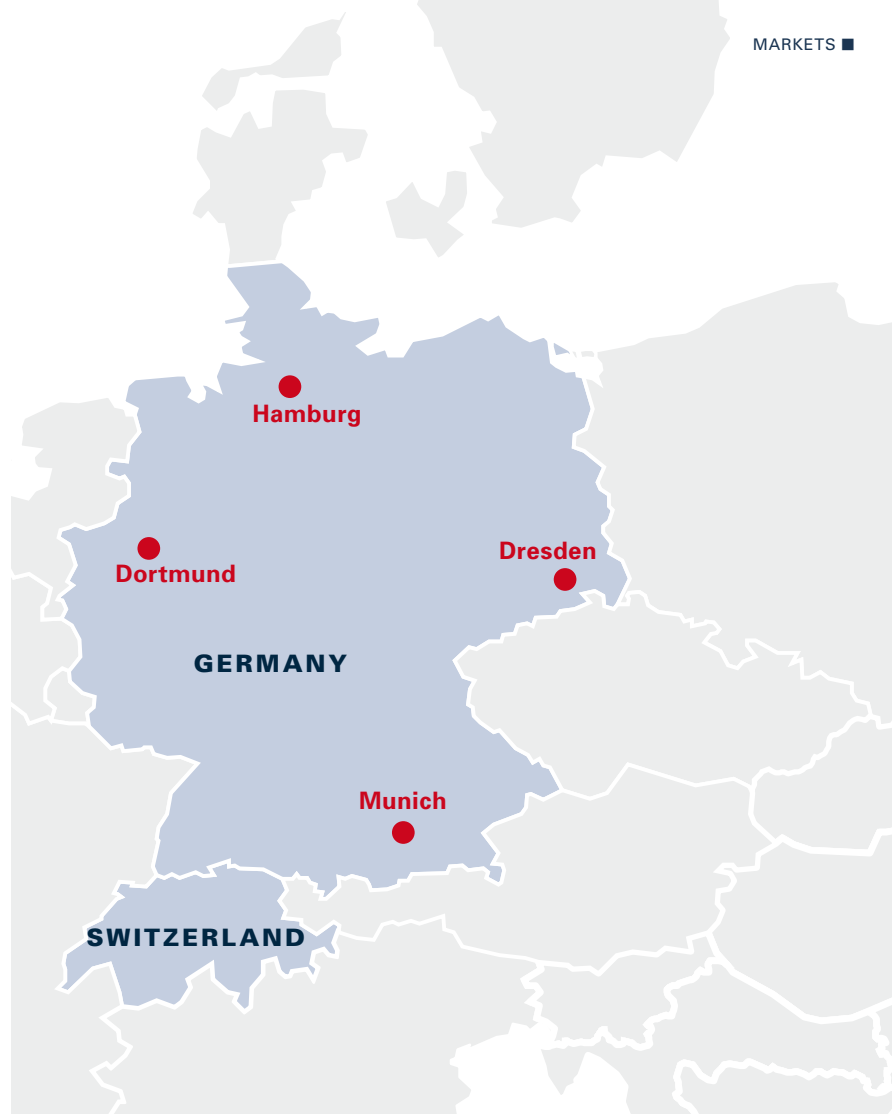 MARKETS ■
Hamburg
Dresden
Dortmund
GERMANY
Munich
SWITZERLAND